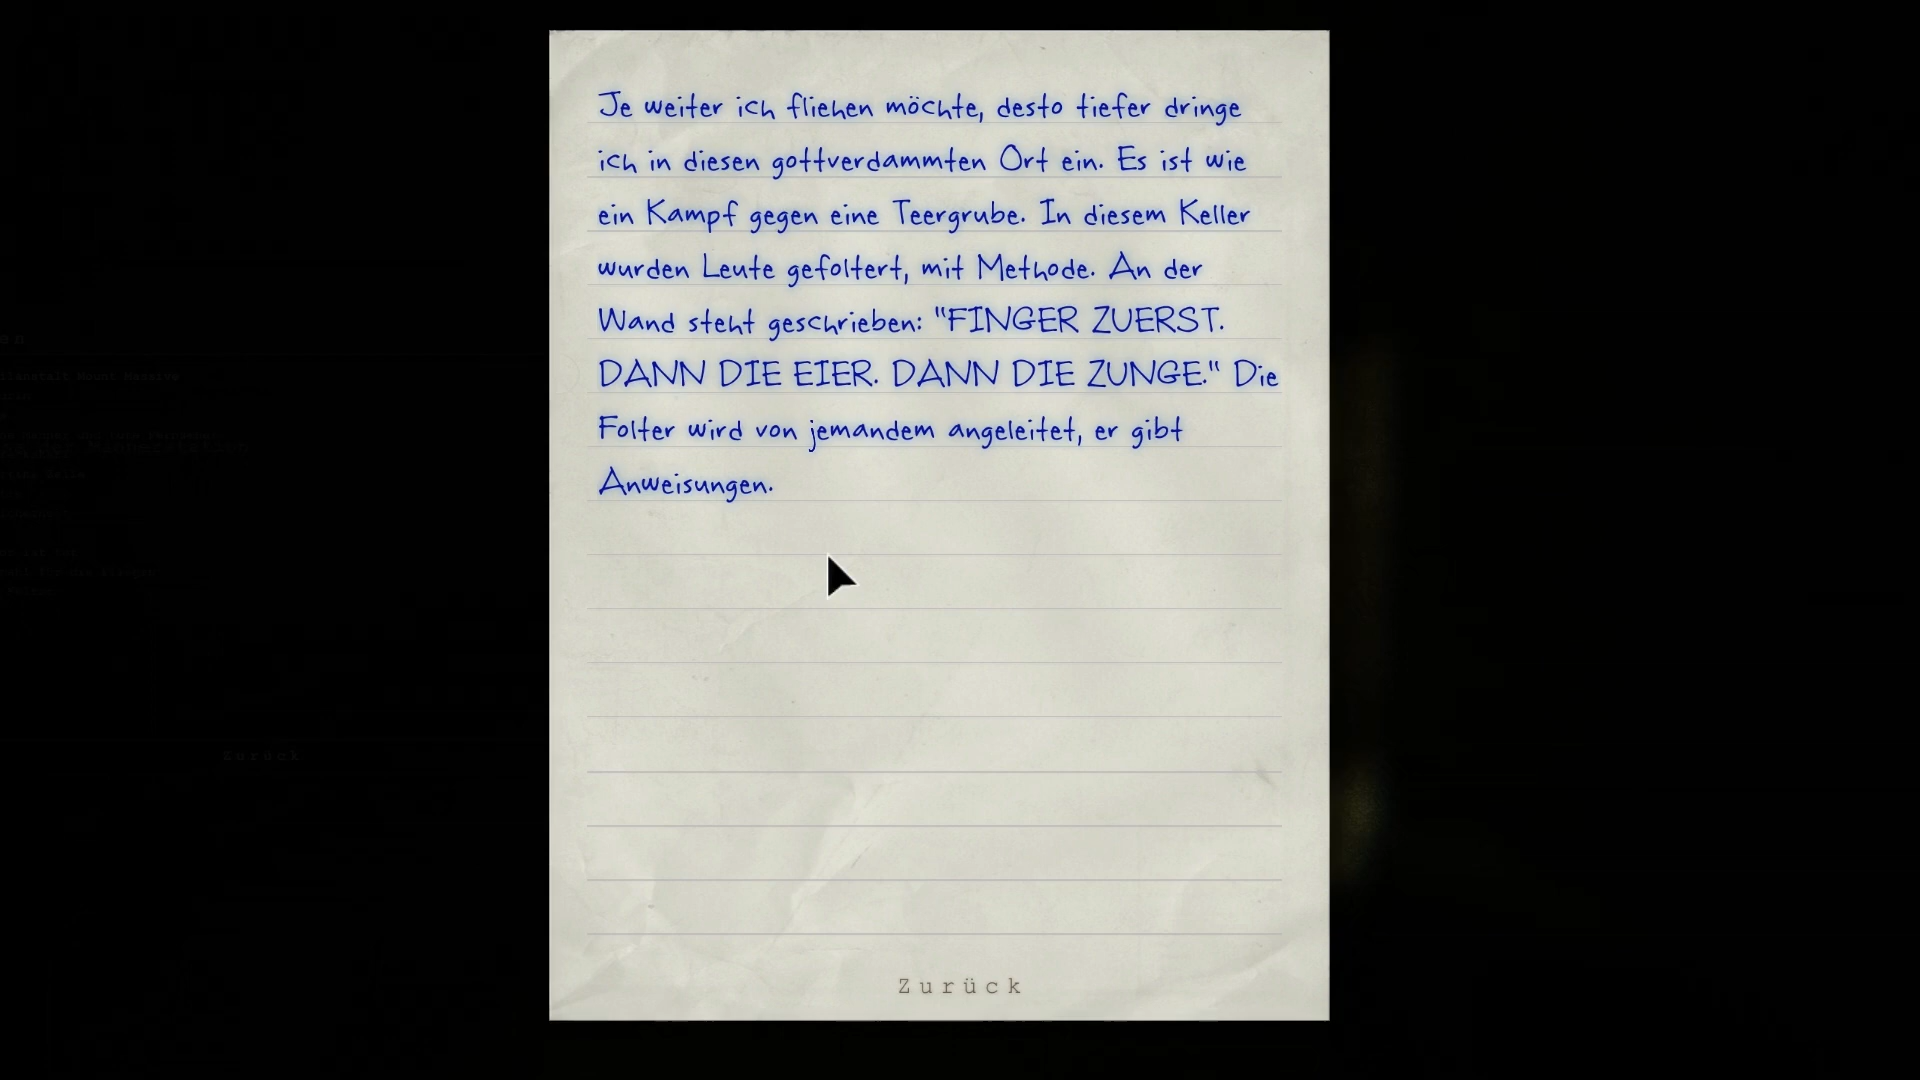 Je weiter ich fliehen möchte, desto tiefer dringe
ich in diesen gottverdammten Ort ein. Es ist wie
ein Kampf gegen eine Teergrube. In diesem Keller
wurden Leute gefoltert, mit Methode. An der
Wand steht geschrieben: "FINGER ZUERST.
DANN DIE EIER. DANN DIE ZUNGE." Die
Folter wird von jemandem angeleitet, er gibt
Anweisungen.
Zurück
Zurück